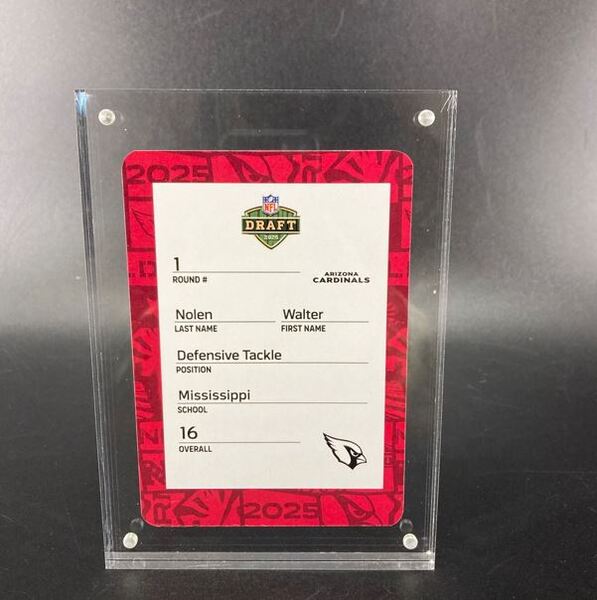 2025
NFL
DRAFT
2025
1
ROUND #
ARIZONA
CARDINALS
Nolen Walter
LAST NAME FIRST NAME
Defensive Tackle
POSITION
Mississippi
SCHOOL
16
OVERALL
2025